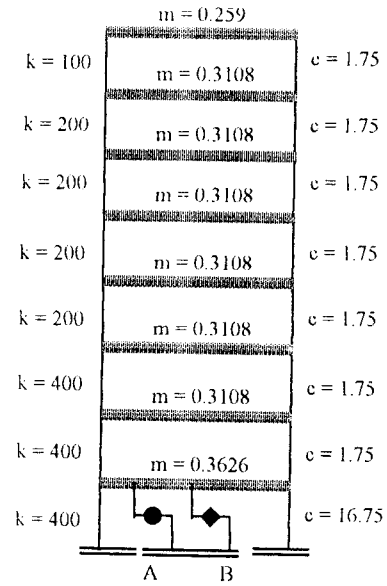 m = 0.259
k = 100
c = 1.75
m = 0.3108
k = 200
m = 0.3108
c = 1.75
k = 200
m = 0.3108
c = 1.75
k = 200
m = 0.3108
c = 1.75
k = 200
m = 0.3108
c = 1.75
k = 400
m = 0.3108
c = 1.75
k = 400
m = 0.3626
c = 1.75
k = 400
c = 16.75
A
B